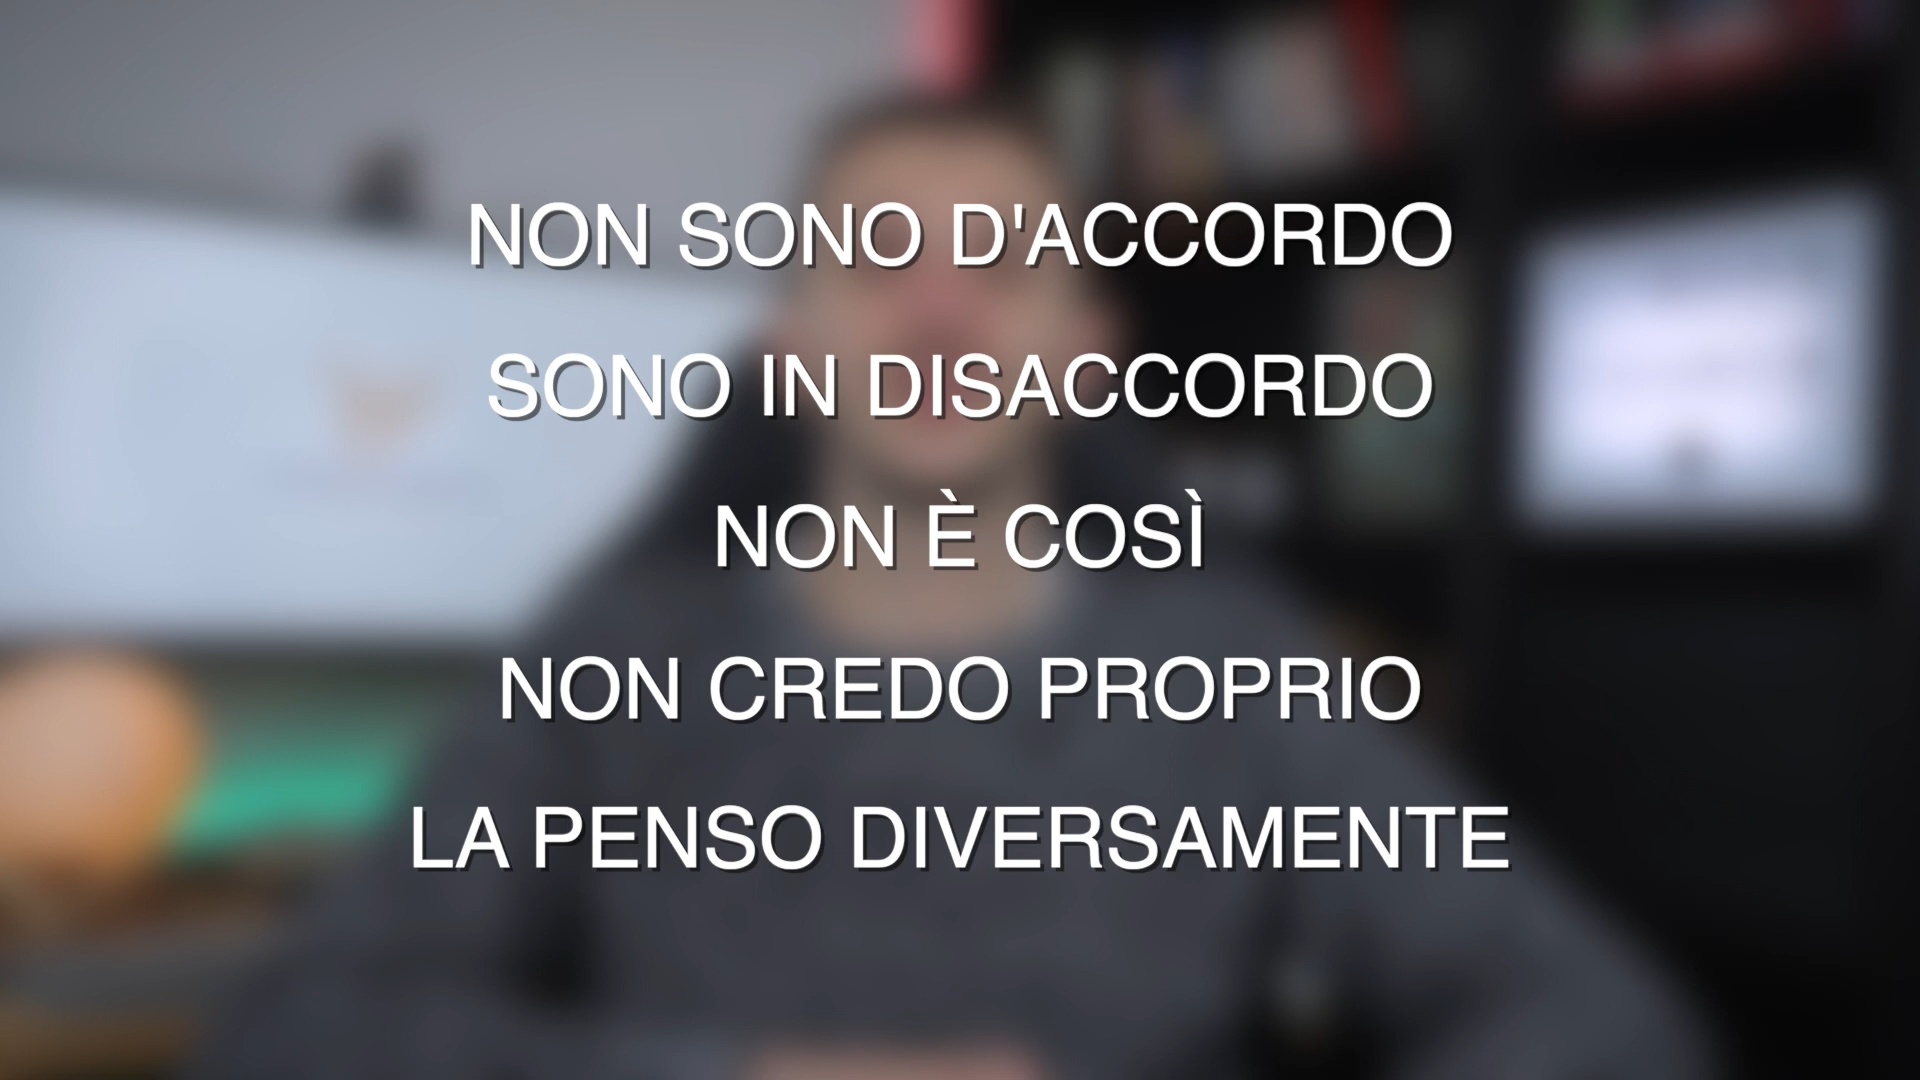 NON SONO D'ACCORDO
SONO IN DISACCORDO
NON È COSÌ
NON CREDO PROPRIO
LA PENSO DIVERSAMENTE